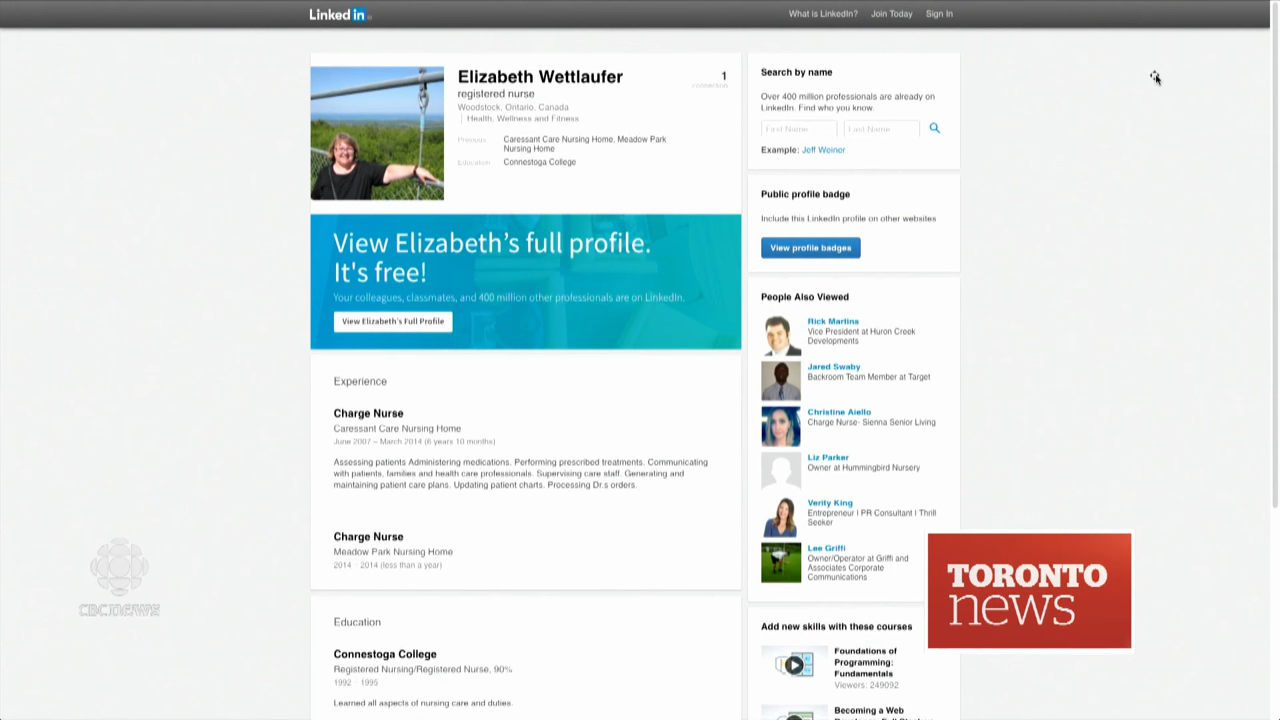 LinkedIn
What is LinkedIn? Join Today Sign In
Elizabeth Wettlaufer
1
connection
registered nurse
Woodstock, Ontario, Canada
Health, Wellness and Fitness
Previous Caressant Care Nursing Home, Meadow Park
Nursing Home
Education Connestoga College
View Elizabeth's full profile.
It's free!
Your colleagues, classmates, and 400 million other professionals are on LinkedIn.
View Elizabeth's Full Profile
Experience
Charge Nurse
Caressant Care Nursing Home
June 2007 – March 2014 (6 years 10 months)
Assessing patients Administering medications. Performing prescribed treatments. Communicating
with patients, families and health care professionals. Supervising care staff. Generating and
maintaining patient care plans. Updating patient charts. Processing Dr.s orders.
Charge Nurse
Meadow Park Nursing Home
2014 - 2014 (less than a year)
Education
Connestoga College
Registered Nursing/Registered Nurse, 90%
1992 - 1995
Learned all aspects of nursing care and duties.
Search by name
Over 400 million professionals are already on
LinkedIn. Find who you know.
First Name Last Name
Example: Jeff Weiner
Public profile badge
Include this LinkedIn profile on other websites
View profile badges
People Also Viewed
Rick Martins
Vice President at Huron Creek
Developments
Jared Swaby
Backroom Team Member at Target
Christine Aiello
Charge Nurse- Sienna Senior Living
Liz Parker
Owner at Hummingbird Nursery
Verity King
Entrepreneur | PR Consultant | Thrill
Seeker
Lee Griffi
Owner/Operator at Griffi and
Associates Corporate
Communications
Add new skills with these courses
Foundations of
Programming:
Fundamentals
Viewers: 249092
Becoming a Web
CBC news
TORONTO
news